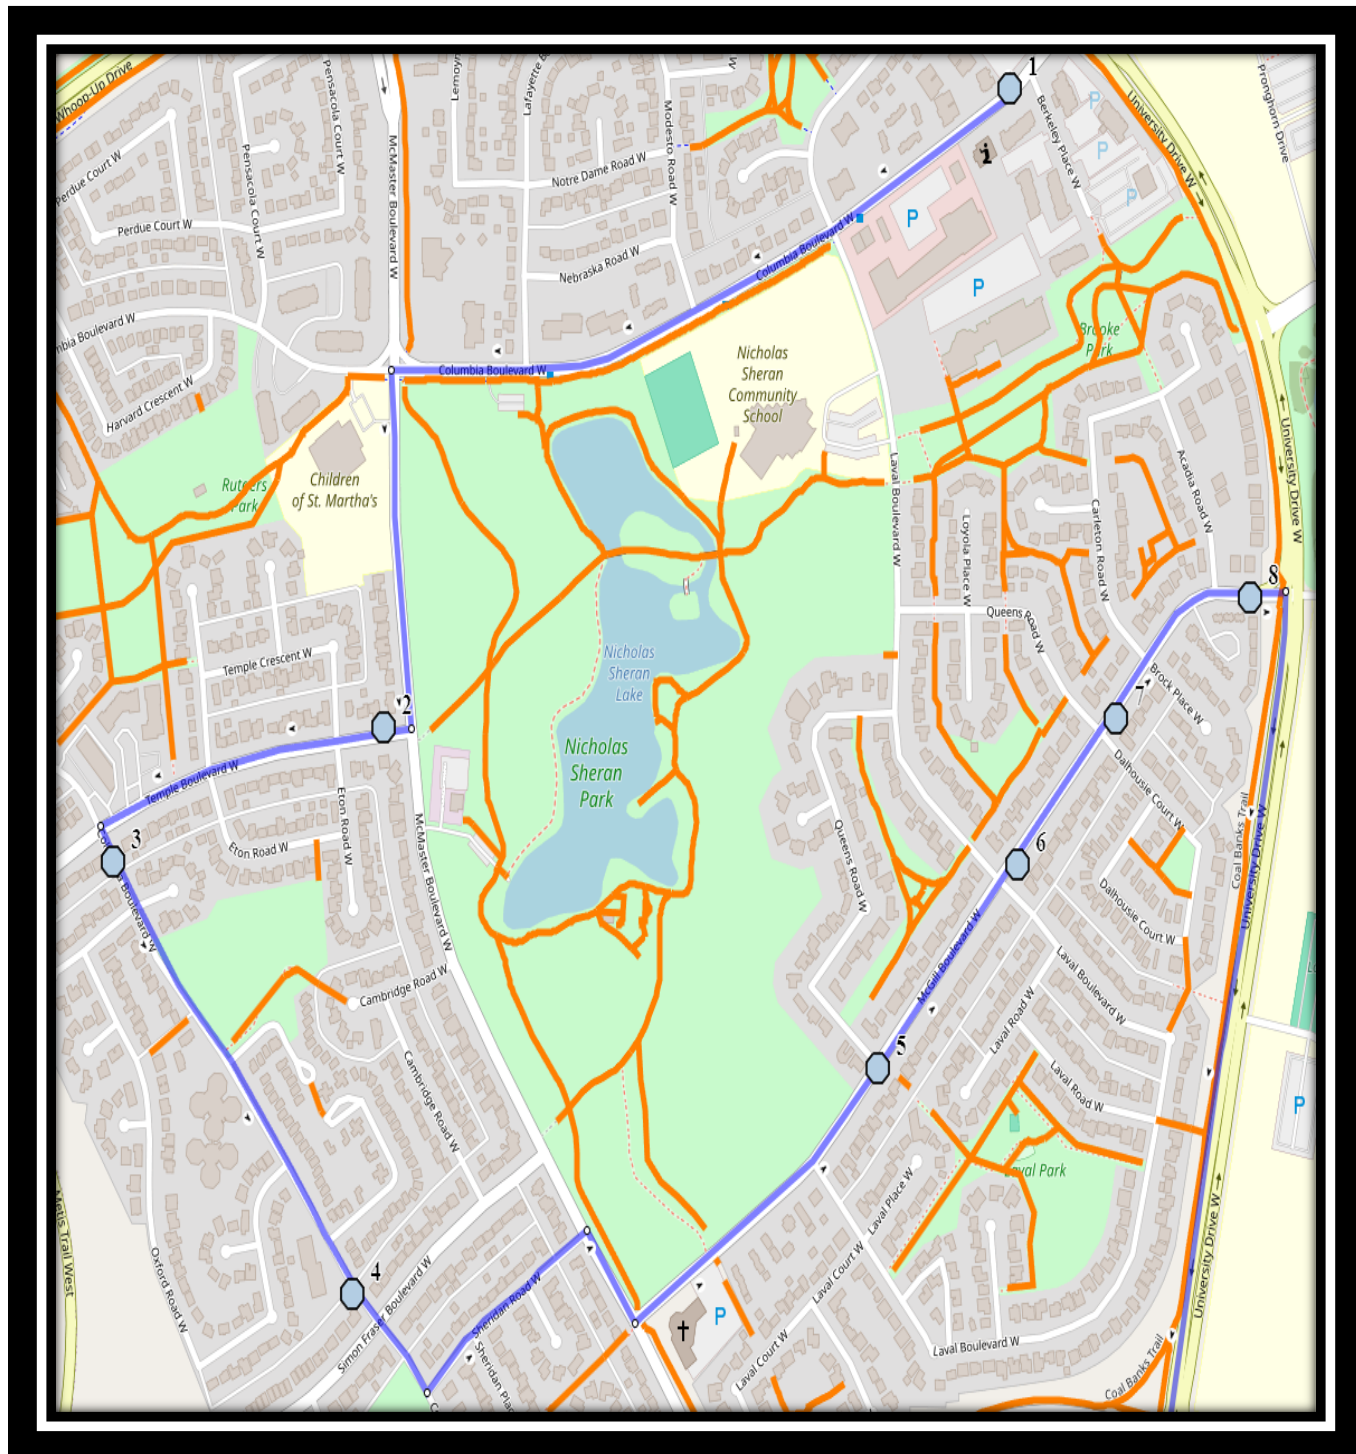 Whoop-Up Drive
Pensacola Court W
Lemoyn
Lafayette B
W
1
Pronghorn Drive
University Drive W
P
Berkeley Place W
P
P
P
i
Modesto Road W
McMaster Boulevard W
Pensacola Court W
Perdue Court W
Perdue Court W
Notre Dame Road W
Nebraska Road W
Columbia Boulevard W
P
mbia Boulevard W
Harvard Crescent W
Columbia Boulevard W
Nicholas
Sheran
Community
School
Brooke
Park
Children
of St. Martha's
Rutgers
Park
University Drive W
Acadia Road W
Carleton Road W
Loyola Place W
Laval Boulevard W
8
Queens Road W
Temple Crescent W
Nicholas
Sheran
Lake
Brock Place W
7
2
Nicholas
Sheran
Park
Temple Boulevard W
Dalhousie Court W
3
Eton Road W
Eton Road W
McMaster Boulevard W
Queens Road W
6
Coal Banks Trail
University Drive W
Dalhousie Court W
a Boulevard W
McGill Boulevard W
Laval Boulevard W
Cambridge Road W
Laval Road W
5
Cambridge Road W
Laval Road W
P
Laval Park
Laval Place W
Metis Trail West
Oxford Road W
4
Simon Fraser Boulevard W
Sheridan Road W
Laval Court W
University Drive W
P
Sheridan Pla
Laval Court W
Laval Boulevard W
Coal Banks Trail